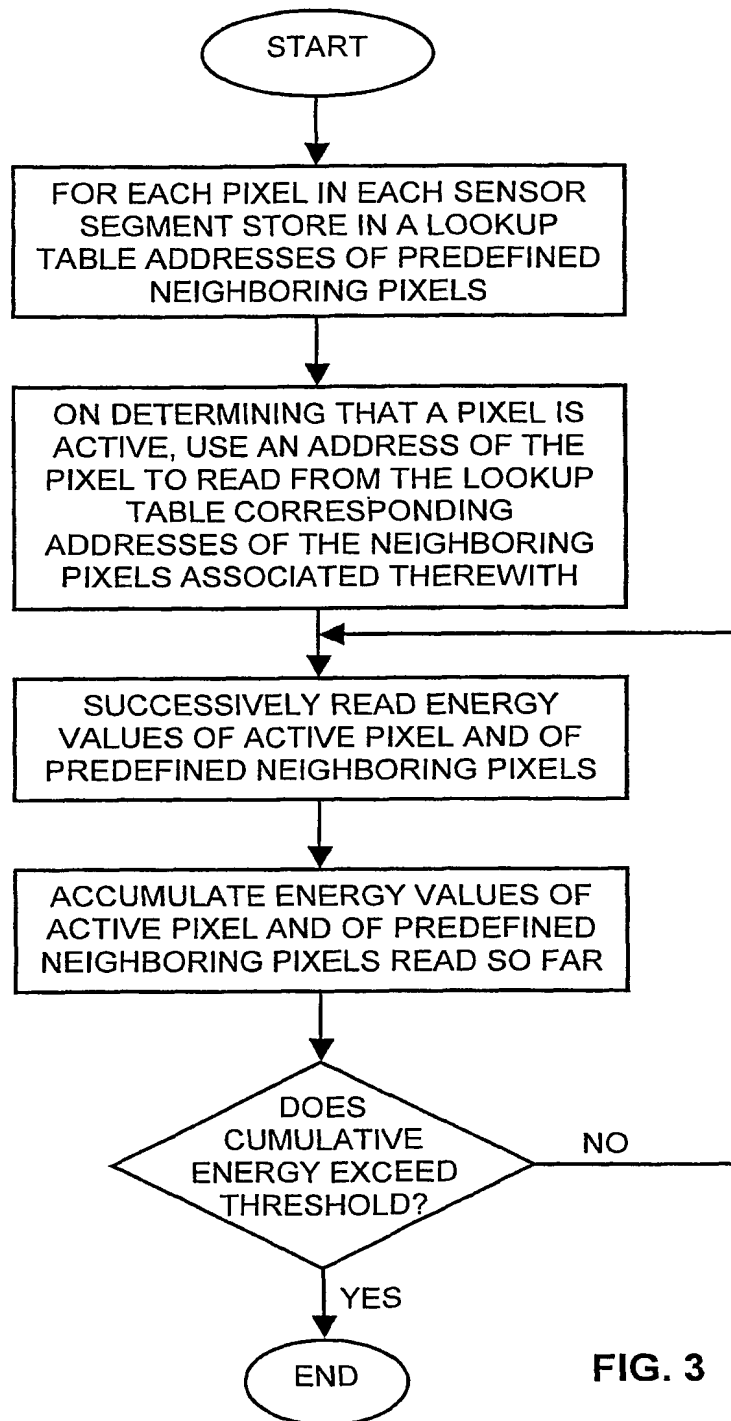 START
FOR EACH PIXEL IN EACH SENSOR
SEGMENT STORE IN A LOOKUP
TABLE ADDRESSES OF PREDEFINED
NEIGHBORING PIXELS
ON DETERMINING THAT A PIXEL IS
ACTIVE, USE AN ADDRESS OF THE
PIXEL TO READ FROM THE LOOKUP
TABLE CORRESPONDING
ADDRESSES OF THE NEIGHBORING
PIXELS ASSOCIATED THEREWITH
SUCCESSIVELY READ ENERGY
VALUES OF ACTIVE PIXEL AND OF
PREDEFINED NEIGHBORING PIXELS
ACCUMULATE ENERGY VALUES OF
ACTIVE PIXEL AND OF PREDEFINED
NEIGHBORING PIXELS READ SO FAR
DOES
CUMULATIVE
ENERGY EXCEED
THRESHOLD?
NO
YES
END
FIG. 3